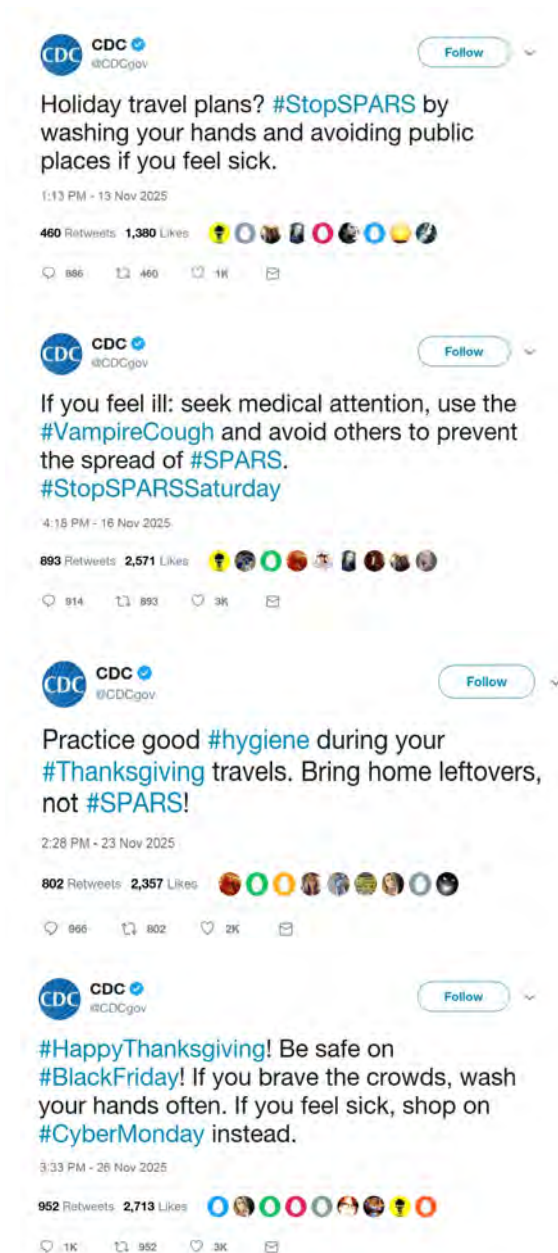 CDC
CDC
@CDCgov
Follow
Holiday travel plans? #StopSPARS by
washing your hands and avoiding public
places if you feel sick.
1:13 PM - 13 Nov 2025
460 Retweets 1,380 Likes
886 460 1K
CDC
CDC
@CDCgov
Follow
If you feel ill: seek medical attention, use the
#VampireCough and avoid others to prevent
the spread of #SPARS.
#StopSPARSSaturday
4:18 PM - 16 Nov 2025
893 Retweets 2,571 Likes
914 893 3K
CDC
CDC
@CDCgov
Follow
Practice good #hygiene during your
#Thanksgiving travels. Bring home leftovers,
not #SPARS!
2:28 PM - 23 Nov 2025
802 Retweets 2,357 Likes
966 802 2K
CDC
CDC
@CDCgov
Follow
#HappyThanksgiving! Be safe on
#BlackFriday! If you brave the crowds, wash
your hands often. If you feel sick, shop on
#CyberMonday instead.
3:33 PM - 26 Nov 2025
952 Retweets 2,713 Likes
1K 952 3K